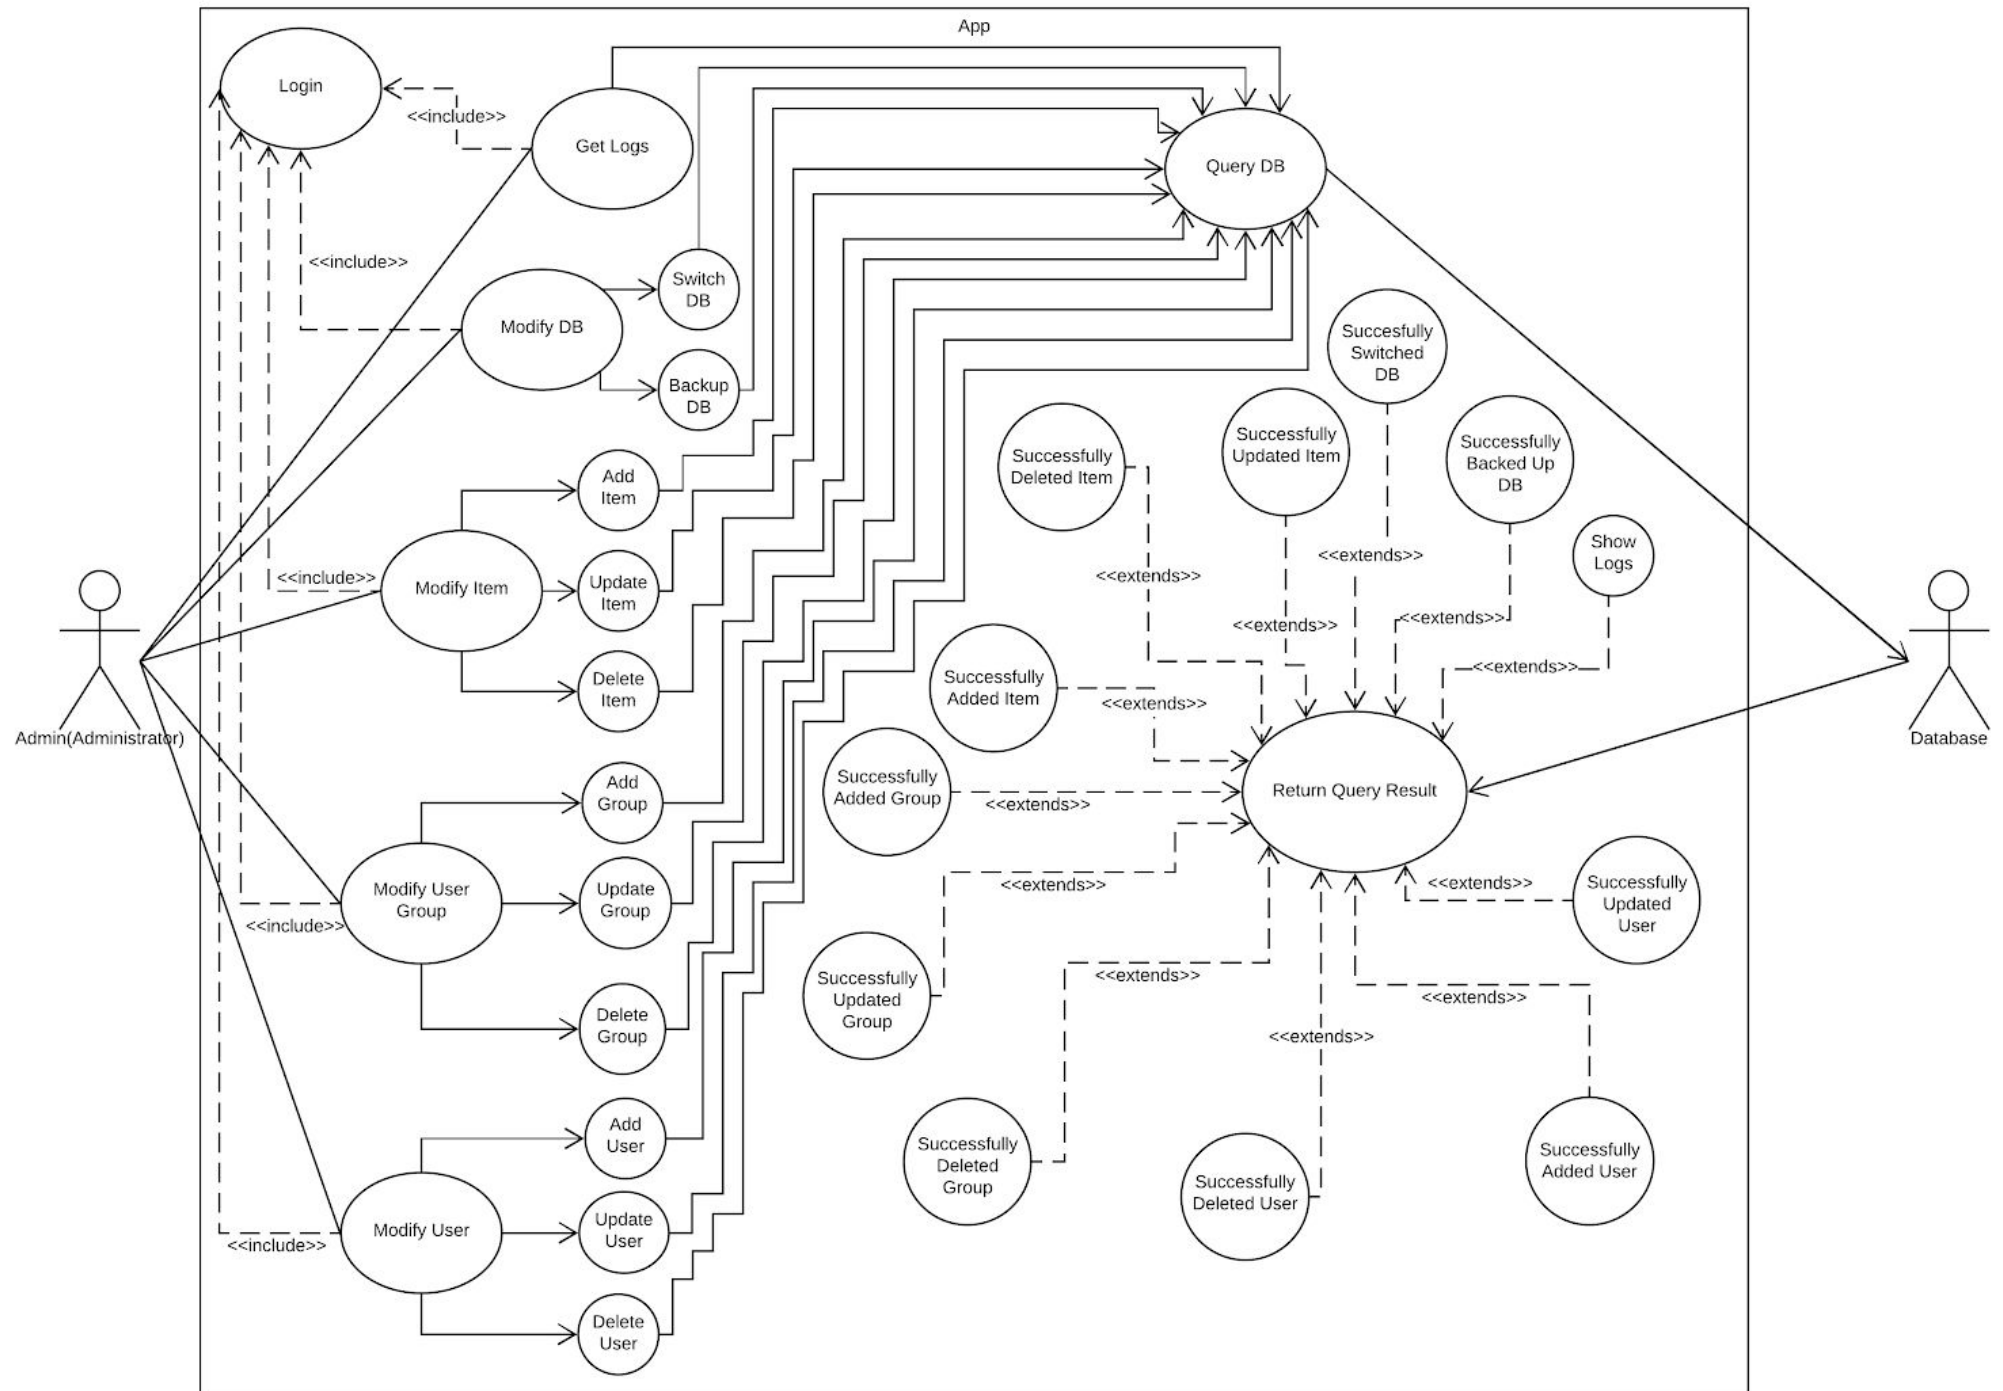 App
Login
<<include>>
Get Logs
Query DB
<<include>>
Switch
DB
Modify DB
Backup
DB
Succesfully
Switched
DB
Successfully
Deleted Item
Successfully
Updated Item
Successfully
Backed Up
DB
Show
Logs
Add
Item
<<include>>
Modify Item
Update
Item
Delete
Item
<<extends>>
<<extends>>
<<extends>>
<<extends>>
<<extends>>
Successfully
Added Item
<<extends>>
Admin(Administrator)
Database
Successfully
Added Group
<<extends>>
Return Query Result
Add
Group
Modify User
Group
<<include>>
Update
Group
Delete
Group
<<extends>>
Successfully
Updated
Group
<<extends>>
Successfully
Updated
User
<<extends>>
<<extends>>
<<extends>>
Successfully
Deleted
Group
Successfully
Deleted User
Successfully
Added User
Add
User
Modify User
<<include>>
Update
User
Delete
User